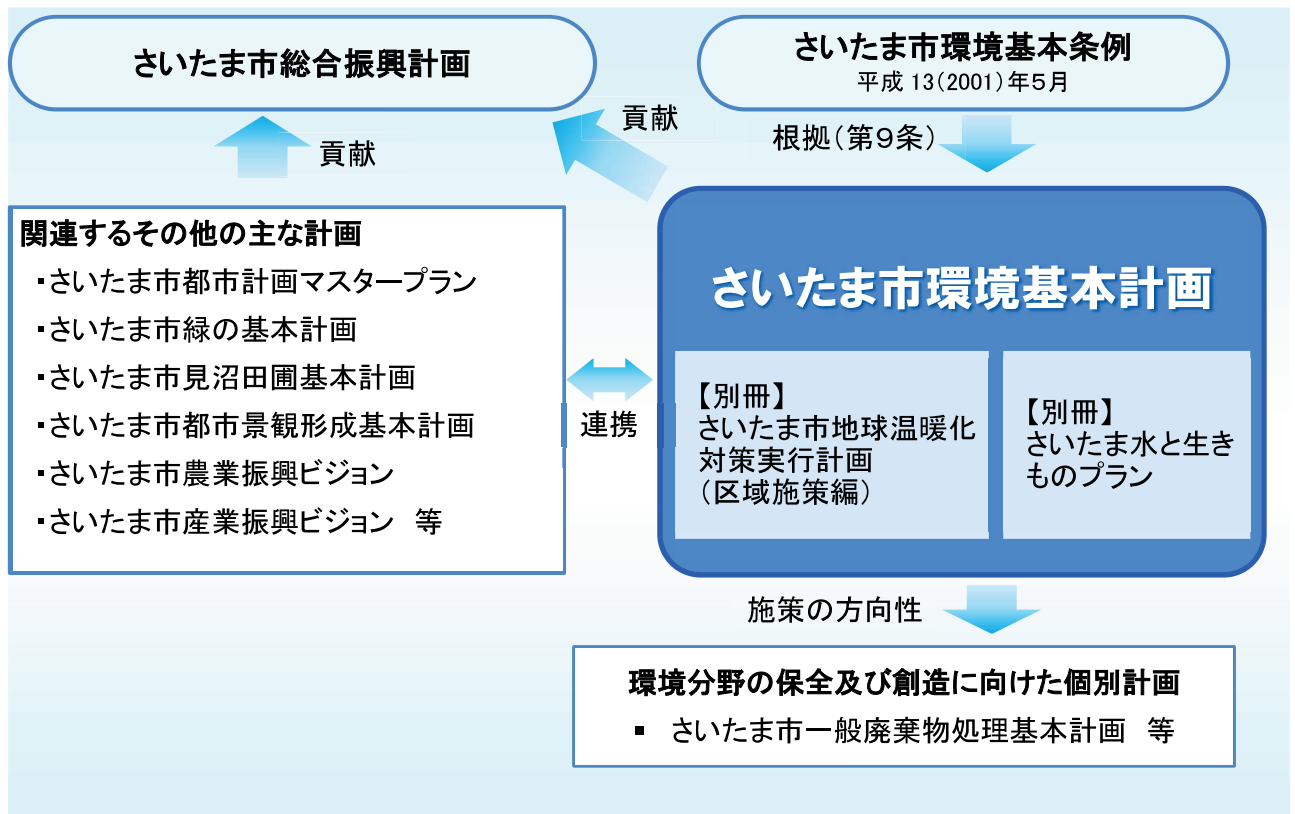 さいたま市総合振興計画
さいたま市環境基本条例
平成13(2001)年5月
貢献
貢献
根拠(第9条)
関連するその他の主な計画
・さいたま市都市計画マスタープラン
・さいたま市緑の基本計画
・さいたま市見沼田圃基本計画
・さいたま市都市景観形成基本計画
・さいたま市農業振興ビジョン
・さいたま市産業振興ビジョン 等
連携
さいたま市環境基本計画
【別冊】
さいたま市地球温暖化
対策実行計画
(区域施策編)
【別冊】
さいたま水と生き
ものプラン
施策の方向性
環境分野の保全及び創造に向けた個別計画
▪ さいたま市一般廃棄物処理基本計画 等